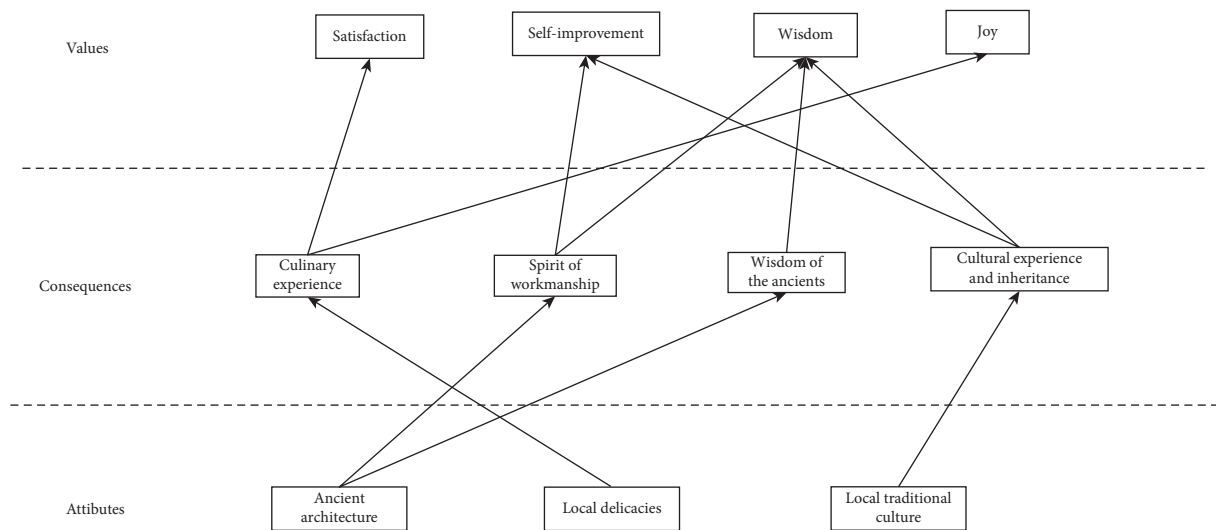 Values
Satisfaction
Self-improvement
Wisdom
Joy
Consequences
Culinary
experience
Spirit of
workmanship
Wisdom of
the ancients
Cultural experience
and inheritance
Attibutes
Ancient
architecture
Local delicacies
Local traditional
culture